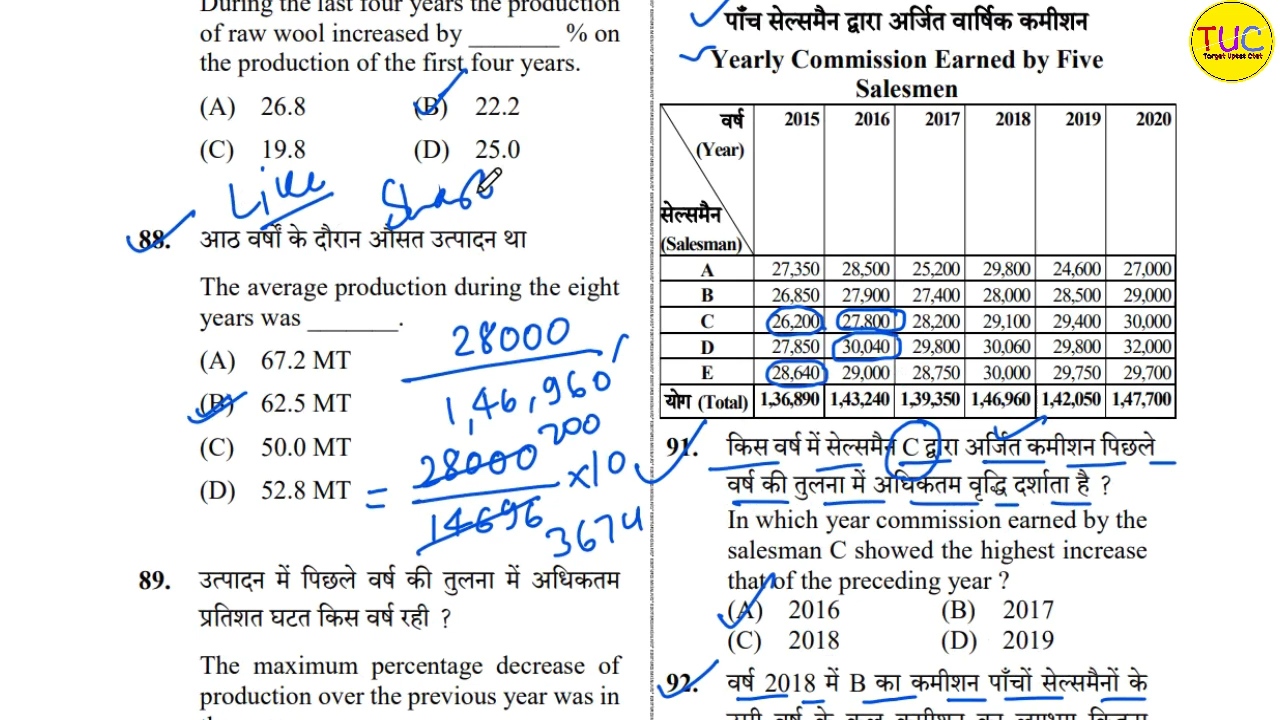 During the last four years the production
of raw wool increased by _______ % on
the production of the first four years.
(A) 26.8 (B) 22.2
(C) 19.8 (D) 25.0
Like Share
88. आठ वर्षों के दौरान औसत उत्पादन था
The average production during the eight
years was ________.
(A) 67.2 MT
(B) 62.5 MT
(C) 50.0 MT
(D) 52.8 MT
28000
1,46,960
200
28000 ×10
=
14696
3674
89. उत्पादन में पिछले वर्ष की तुलना में अधिकतम
प्रतिशत घटत किस वर्ष रही ?
The maximum percentage decrease of
production over the previous year was in
पाँच सेल्समैन द्वारा अर्जित वार्षिक कमीशन
Yearly Commission Earned by Five
Salesmen
वर्ष 2015 2016 2017 2018 2019 2020
(Year)
सेल्समैन
(Salesman)
A 27,350 28,500 25,200 29,800 24,600 27,000
B 26,850 27,900 27,400 28,000 28,500 29,000
C 26,200 27,800 28,200 29,100 29,400 30,000
D 27,850 30,040 29,800 30,060 29,800 32,000
E 28,640 29,000 28,750 30,000 29,750 29,700
योग (Total) 1,36,890 1,43,240 1,39,350 1,46,960 1,42,050 1,47,700
91. किस वर्ष में सेल्समैन C द्वारा अर्जित कमीशन पिछले
वर्ष की तुलना में अधिकतम वृद्धि दर्शाता है ?
In which year commission earned by the
salesman C showed the highest increase
that of the preceding year ?
(A) 2016 (B) 2017
(C) 2018 (D) 2019
92. वर्ष 2018 में B का कमीशन पाँचों सेल्समैनों के
TUC
Target Upess Ctet